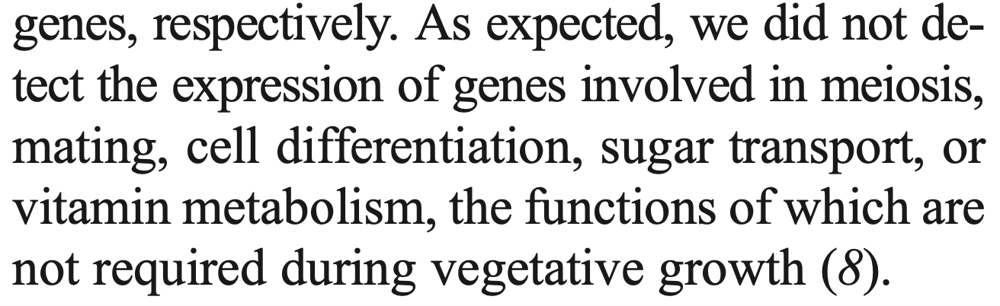 genes, respectively. As expected, we did not de-
tect the expression of genes involved in meiosis,
mating, cell differentiation, sugar transport, or
vitamin metabolism, the functions of which are
not required during vegetative growth (8).